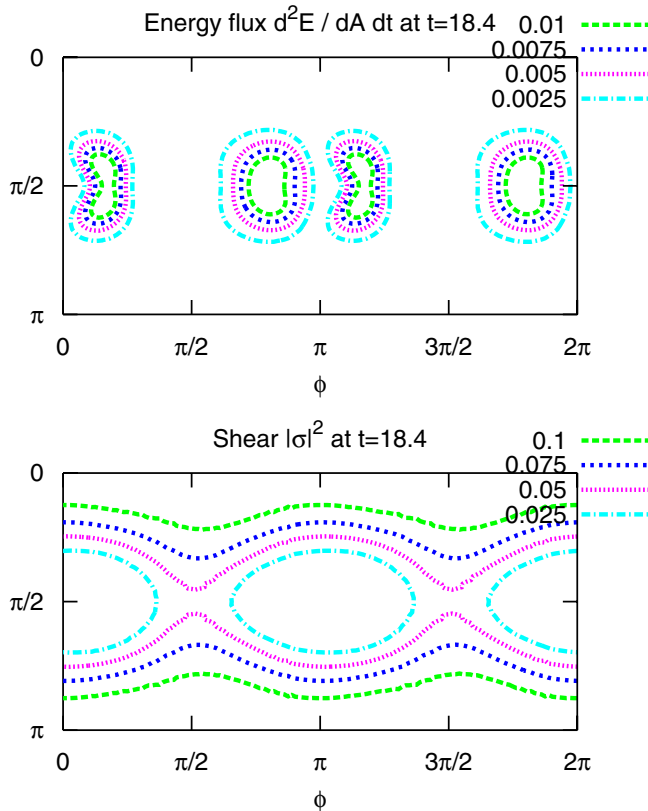 Energy flux d²E / dA dt at t=18.4
0.01
0.0075
0.005
0.0025
0
π/2
π
0 π/2 π 3π/2 2π
ϕ
Shear |σ|² at t=18.4
0.1
0.075
0.05
0.025
0
π/2
π
0 π/2 π 3π/2 2π
ϕ